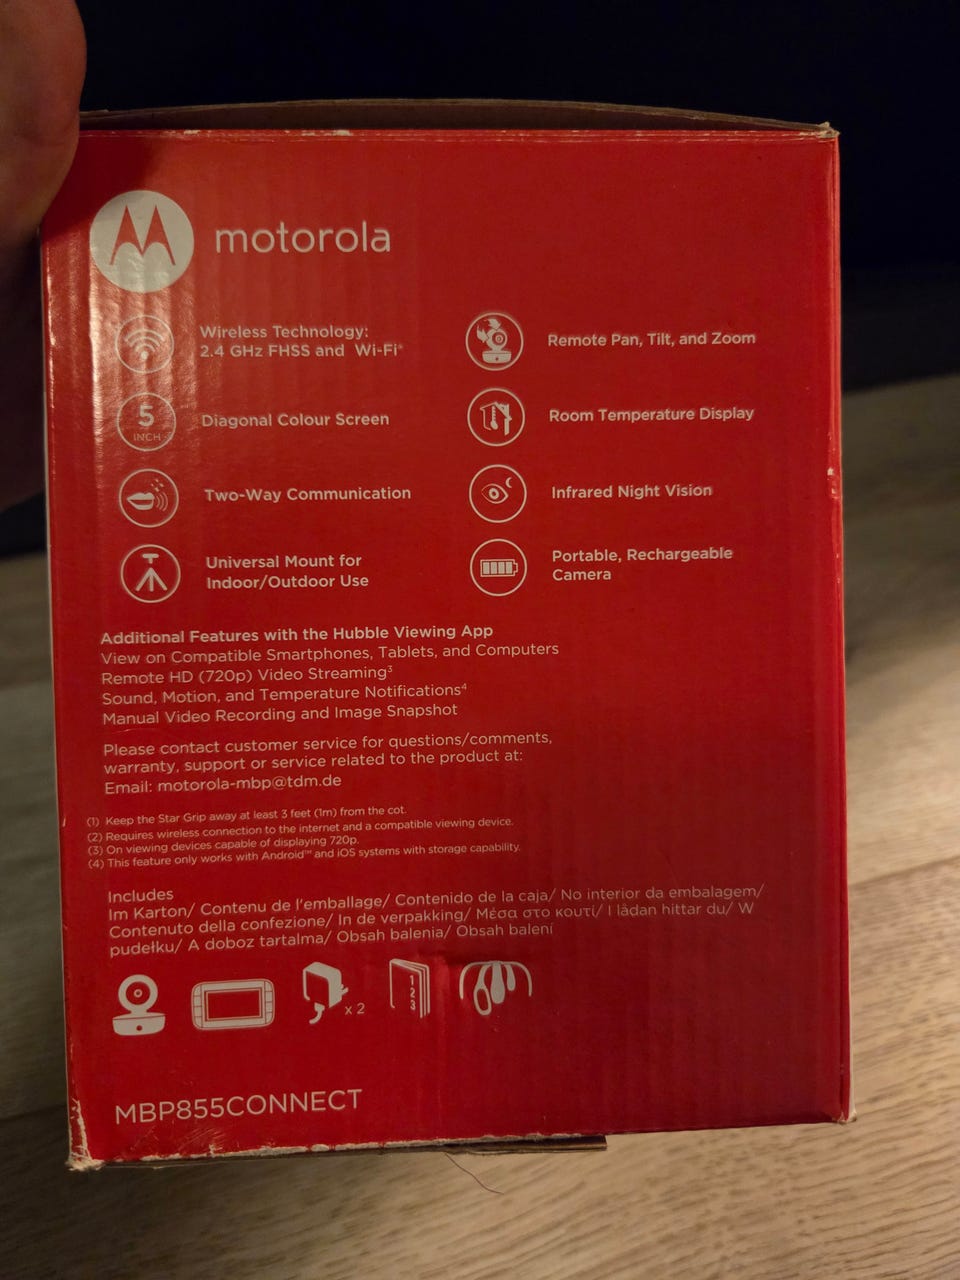 motorola
Wireless Technology:
2.4 GHz FHSS and Wi-Fi®
5
INCH
Diagonal Colour Screen
Two-Way Communication
Universal Mount for
Indoor/Outdoor Use
Remote Pan, Tilt, and Zoom
Room Temperature Display
Infrared Night Vision
Portable, Rechargeable
Camera
Additional Features with the Hubble Viewing App
View on Compatible Smartphones, Tablets, and Computers
Remote HD (720p) Video Streaming³
Sound, Motion, and Temperature Notifications⁴
Manual Video Recording and Image Snapshot
Please contact customer service for questions/comments,
warranty, support or service related to the product at:
Email: motorola-mbp@tdm.de
(1) Keep the Star Grip away at least 3 feet (1m) from the cot.
(2) Requires wireless connection to the internet and a compatible viewing device.
(3) On viewing devices capable of displaying 720p.
(4) This feature only works with Android™ and iOS systems with storage capability.
Includes
Im Karton/ Contenu de l'emballage/ Contenido de la caja/ No interior da embalagem/
Contenuto della confezione/ In de verpakking/ Μέσα στο κουτί/ I lådan hittar du/ W
pudełku/ A doboz tartalma/ Obsah balenia/ Obsah balení
x 2
1
2
3
MBP855CONNECT